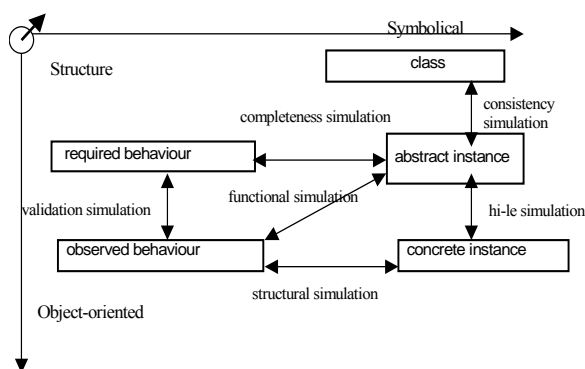 Symbolical
Structure
class
completeness simulation
consistency
simulation
required behaviour
abstract instance
functional simulation
validation simulation
hi-le simulation
observed behaviour
concrete instance
structural simulation
Object-oriented